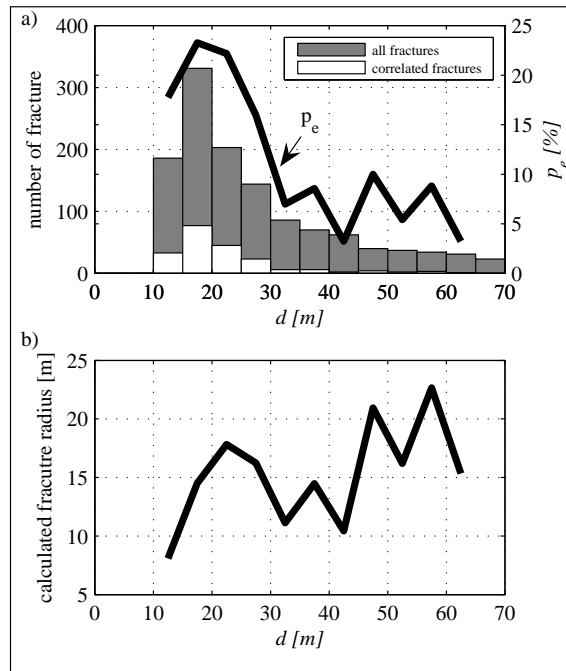 a)
400
300
200
100
0
number of fracture
25
20
15
10
5
0
p_e [%]
all fractures
correlated fractures
p_e
0 10 20 30 40 50 60 70
d [m]
b)
25
20
15
10
5
calculated fracutre radius [m]
0 10 20 30 40 50 60 70
d [m]